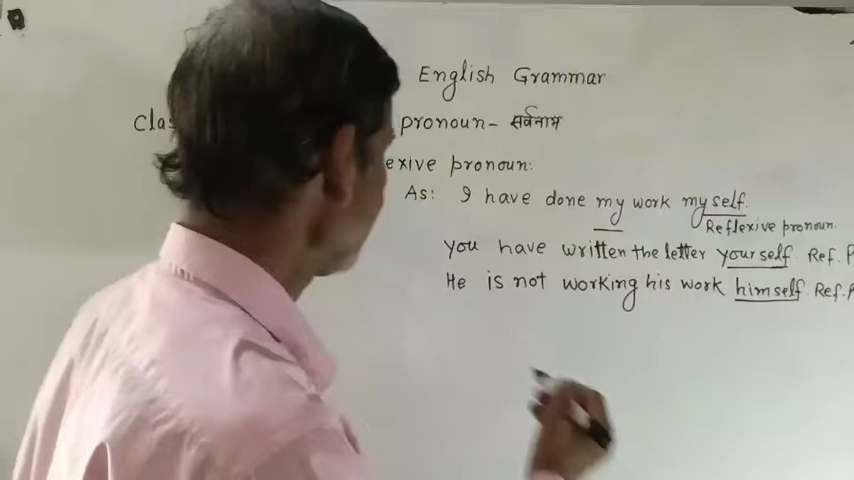 English Grammar
pronoun- सर्वनाम
exive pronoun:
As: I have done my work myself.
Reflexive pronoun
you have written the letter yourself Ref. P
He is not working his work himself. Ref.